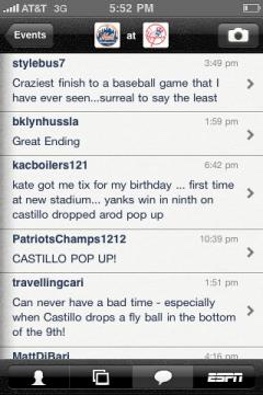 AT&T 3G 5:52 PM
Events at
stylebus7 3:49 pm
Craziest finish to a baseball game that I
have ever seen...surreal to say the least
bklynhussla 1:59 pm
Great Ending
kacboilers121 6:42 pm
kate got me tix for my birthday ... first time
at new stadium... yanks win in ninth on
castillo dropped arod pop up
PatriotsChamps1212 10:39 pm
CASTILLO POP UP!
travellingcari 1:51 pm
Can never have a bad time - especially
when Castillo drops a fly ball in the bottom
of the 9th!
MattDiBari 4:16 pm
ESPN